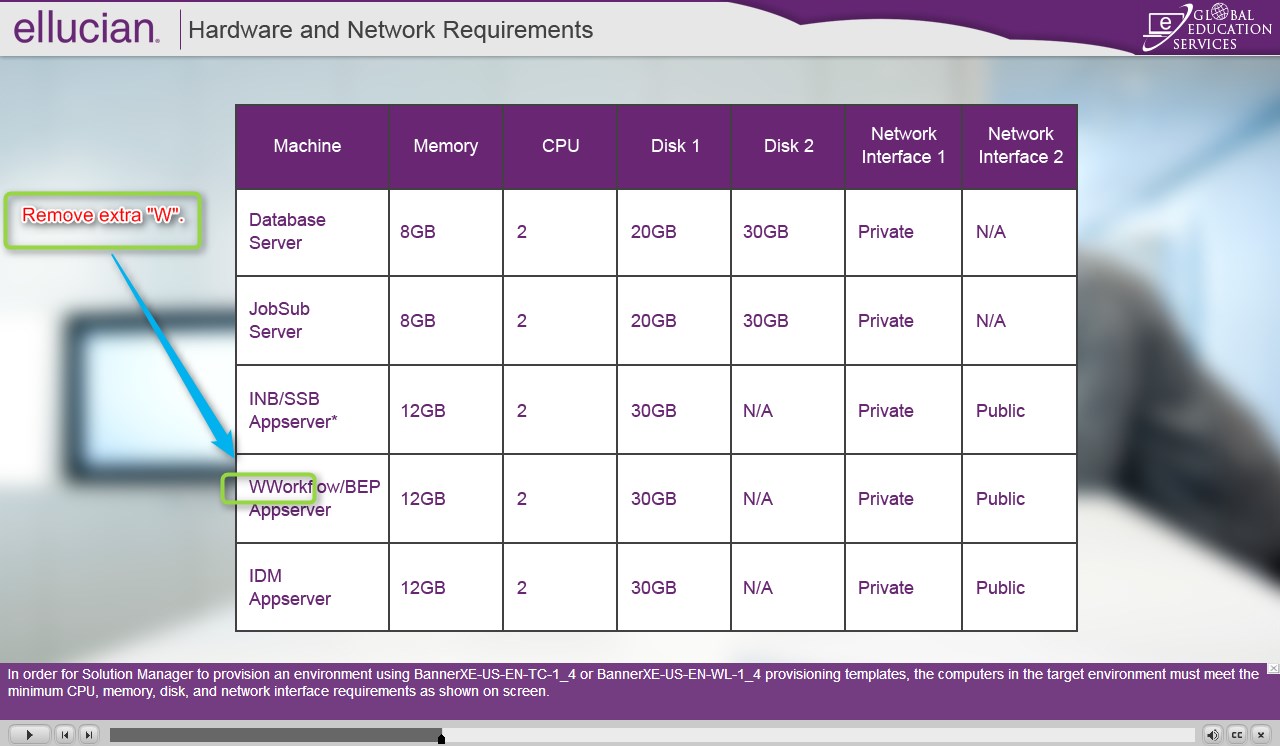 ellucian.
Hardware and Network Requirements
e GLOBAL
EDUCATION
SERVICES
Machine Memory CPU Disk 1 Disk 2 Network Interface 1 Network Interface 2
Remove extra "W".
Database Server 8GB 2 20GB 30GB Private N/A
JobSub Server 8GB 2 20GB 30GB Private N/A
INB/SSB Appserver* 12GB 2 30GB N/A Private Public
WWorkflow/BEP Appserver 12GB 2 30GB N/A Private Public
IDM Appserver 12GB 2 30GB N/A Private Public
In order for Solution Manager to provision an environment using BannerXE-US-EN-TC-1_4 or BannerXE-US-EN-WL-1_4 provisioning templates, the computers in the target environment must meet the
minimum CPU, memory, disk, and network interface requirements as shown on screen.
CC